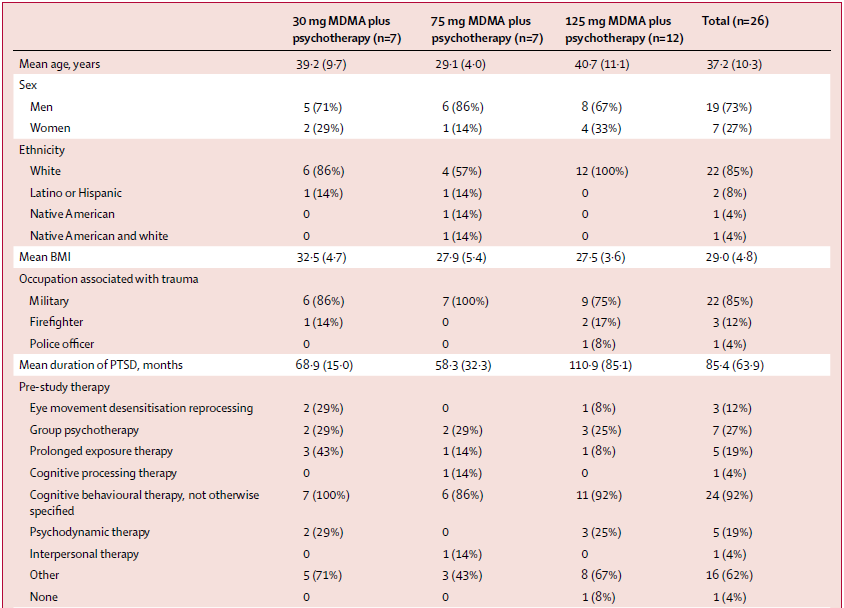 30 mg MDMA plus psychotherapy (n=7) 75 mg MDMA plus psychotherapy (n=7) 125 mg MDMA plus psychotherapy (n=12) Total (n=26)
Mean age, years 39·2 (9·7) 29·1 (4·0) 40·7 (11·1) 37·2 (10·3)
Sex
Men 5 (71%) 6 (86%) 8 (67%) 19 (73%)
Women 2 (29%) 1 (14%) 4 (33%) 7 (27%)
Ethnicity
White 6 (86%) 4 (57%) 12 (100%) 22 (85%)
Latino or Hispanic 1 (14%) 1 (14%) 0 2 (8%)
Native American 0 1 (14%) 0 1 (4%)
Native American and white 0 1 (14%) 0 1 (4%)
Mean BMI 32·5 (4·7) 27·9 (5·4) 27·5 (3·6) 29·0 (4·8)
Occupation associated with trauma
Military 6 (86%) 7 (100%) 9 (75%) 22 (85%)
Firefighter 1 (14%) 0 2 (17%) 3 (12%)
Police officer 0 0 1 (8%) 1 (4%)
Mean duration of PTSD, months 68·9 (15·0) 58·3 (32·3) 110·9 (85·1) 85·4 (63·9)
Pre-study therapy
Eye movement desensitisation reprocessing 2 (29%) 0 1 (8%) 3 (12%)
Group psychotherapy 2 (29%) 2 (29%) 3 (25%) 7 (27%)
Prolonged exposure therapy 3 (43%) 1 (14%) 1 (8%) 5 (19%)
Cognitive processing therapy 0 1 (14%) 0 1 (4%)
Cognitive behavioural therapy, not otherwise 7 (100%) 6 (86%) 11 (92%) 24 (92%)
specified
Psychodynamic therapy 2 (29%) 0 3 (25%) 5 (19%)
Interpersonal therapy 0 1 (14%) 0 1 (4%)
Other 5 (71%) 3 (43%) 8 (67%) 16 (62%)
None 0 0 1 (8%) 1 (4%)